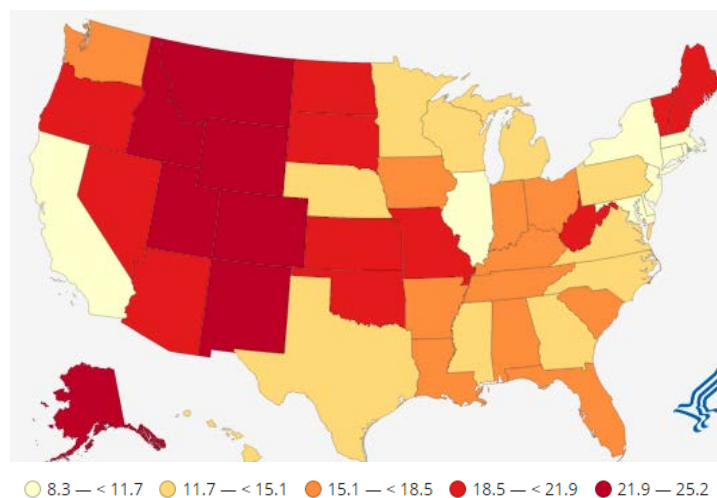 8.3 — < 11.7 11.7 — < 15.1 15.1 — < 18.5 18.5 — < 21.9 21.9 — 25.2